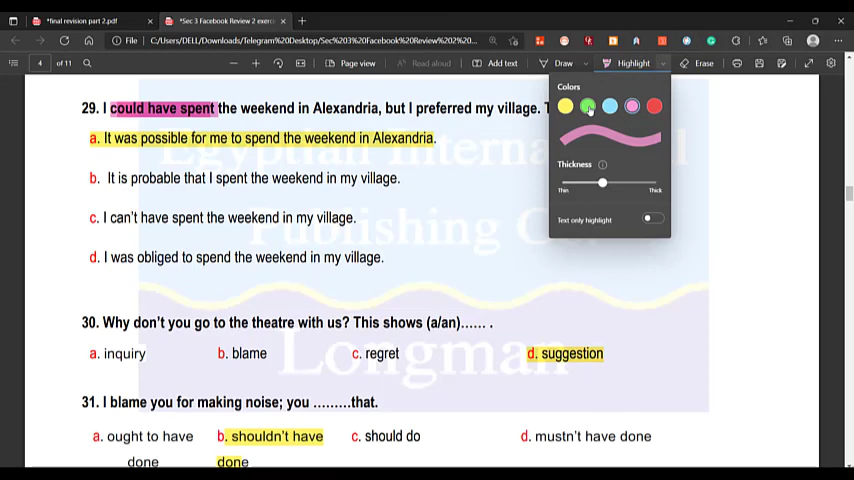 *final revision part 2.pdf
*Sec 3 Facebook Review 2 exerc
File
C:/Users/DELL/Downloads/Telegram%20Desktop/Sec%203%20Facebook%20Review%202%20...
4 of 11
Page view
Read aloud
Add text
Draw
Highlight
Erase
Colors
Thickness
Thin
Thick
Text only highlight
29. I could have spent the weekend in Alexandria, but I preferred my village. T
a. It was possible for me to spend the weekend in Alexandria.
b. It is probable that I spent the weekend in my village.
c. I can't have spent the weekend in my village.
d. I was obliged to spend the weekend in my village.
30. Why don't you go to the theatre with us? This shows (a/an)...... .
a. inquiry b. blame c. regret d. suggestion
31. I blame you for making noise; you .........that.
a. ought to have b. shouldn't have c. should do d. mustn't have done
done done
Egyptian International
Publishing
Longman